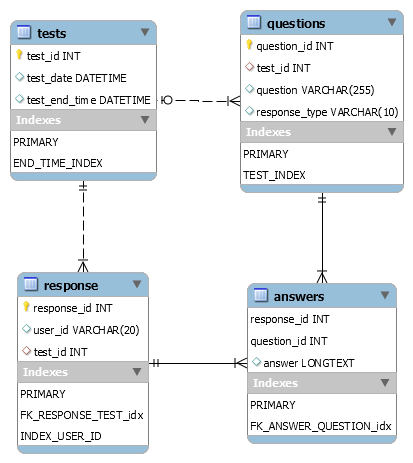 tests
test_id INT
test_date DATETIME
test_end_time DATETIME
Indexes
PRIMARY
END_TIME_INDEX
questions
question_id INT
test_id INT
question VARCHAR(255)
response_type VARCHAR(10)
Indexes
PRIMARY
TEST_INDEX
response
response_id INT
user_id VARCHAR(20)
test_id INT
Indexes
PRIMARY
FK_RESPONSE_TEST_idx
INDEX_USER_ID
answers
response_id INT
question_id INT
answer LONGTEXT
Indexes
PRIMARY
FK_ANSWER_QUESTION_idx